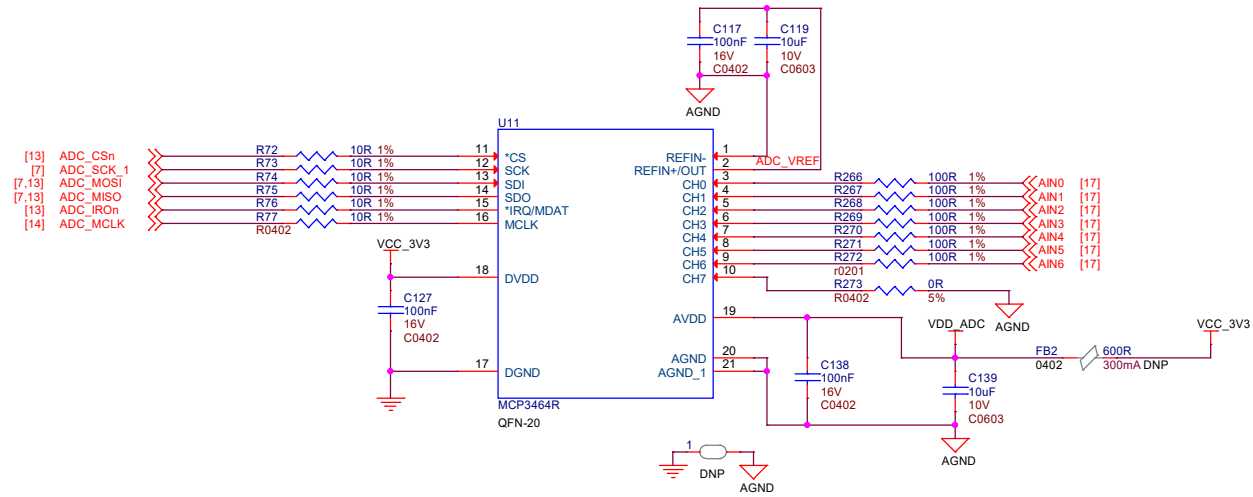 C117
100nF
16V
C0402
C119
10uF
10V
C0603
AGND
U11
[13] ADC_CSn R72 10R 1% 11 *CS
[7] ADC_SCK_1 R73 10R 1% 12 SCK
[7,13] ADC_MOSI R74 10R 1% 13 SDI
[7,13] ADC_MISO R75 10R 1% 14 SDO
[13] ADC_IROn R76 10R 1% 15 *IRQ/MDAT
[14] ADC_MCLK R77 10R 1% 16 MCLK
R0402
REFIN- 1
REFIN+/OUT 2 ADC_VREF
CH0 3 R266 100R 1% AIN0 [17]
CH1 4 R267 100R 1% AIN1 [17]
CH2 5 R268 100R 1% AIN2 [17]
CH3 6 R269 100R 1% AIN3 [17]
CH4 7 R270 100R 1% AIN4 [17]
CH5 8 R271 100R 1% AIN5 [17]
CH6 9 R272 100R 1% AIN6 [17]
r0201
CH7 10 R273 0R
R0402 5%
AGND
VCC_3V3
18 DVDD
C127
100nF
16V
C0402
17 DGND
AVDD 19
AGND 20
AGND_1 21
VDD_ADC
VCC_3V3
FB2 600R
0402 300mA DNP
C138
100nF
16V
C0402
C139
10uF
10V
C0603
AGND
MCP3464R
QFN-20
1
DNP
AGND